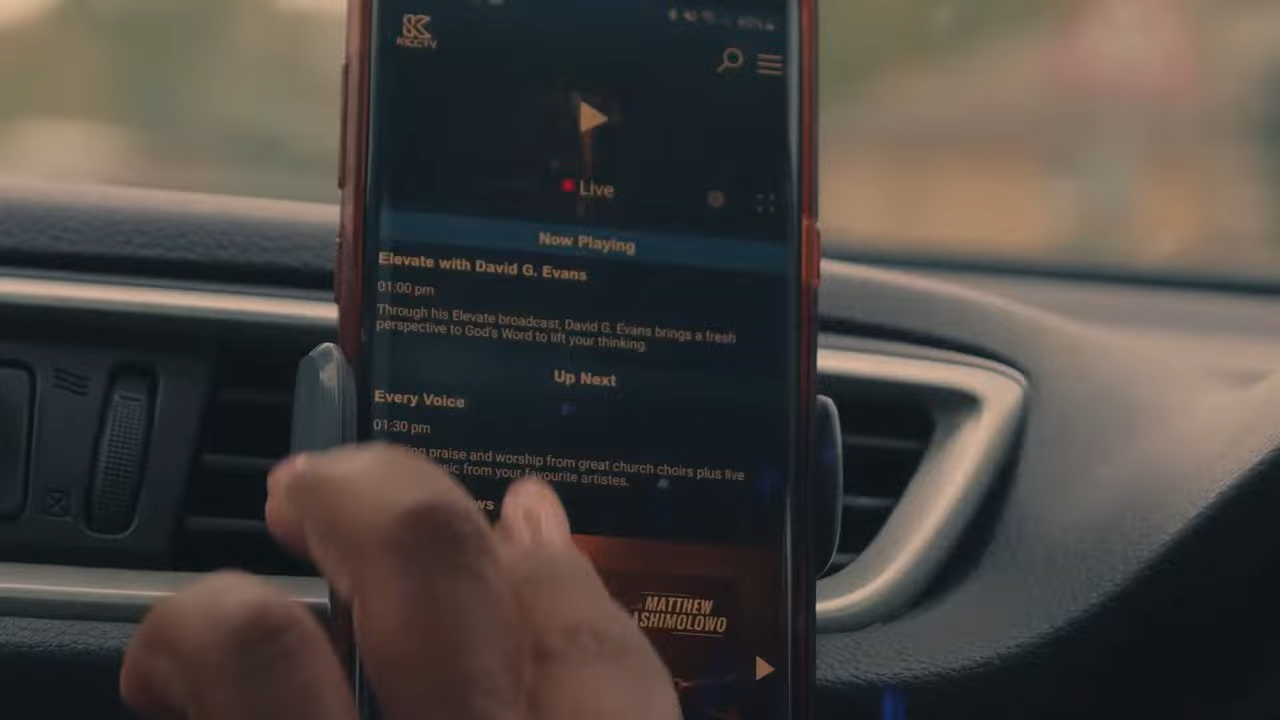 KICCTV
Live
Now Playing
Elevate with David G. Evans
01:00 pm
Through his Elevate broadcast, David G. Evans brings a fresh
perspective to God's Word to lift your thinking.
Up Next
Every Voice
01:30 pm
praise and worship from great church choirs plus live
from your favourite artistes.
MATTHEW
ASHIMOLOWO